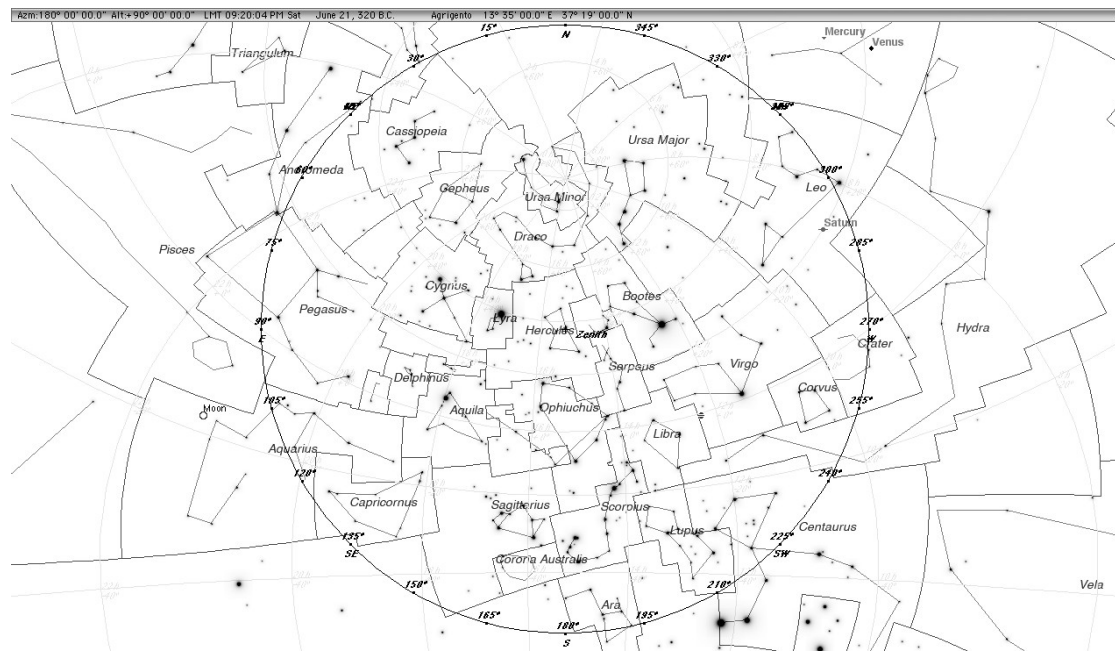 Azm:180° 00' 00.0" Alt:+90° 00' 00.0" LMT 09:20:04 PM Sat June 21, 320 B.C. Agrigento 13° 35' 00.0" E 37° 19' 00.0" N
N
15°
345°
Mercury
Venus
Triangulum
30°
330°
Cassiopeia
Ursa Major
Andromeda
60°
300°
Leo
Cepheus
Ursa Minor
Saturn
Draco
Pisces
75°
285°
Cygnus
Bootes
Pegasus
Lyra
Hercules
Zenith
90°
E
270°
W
Hydra
Crater
Serpens
Virgo
Delphinus
Corvus
Moon
105°
Aquila
Ophiuchus
255°
Libra
Aquarius
120°
240°
Capricornus
Sagittarius
Scorpius
Lupus
Centaurus
135°
SE
225°
SW
Corona Australis
Vela
150°
210°
Ara
165°
180°
195°
S